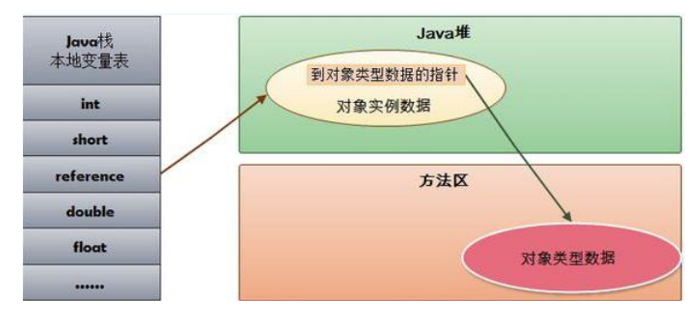 Java栈
本地变量表
int
short
reference
double
float
......
Java堆
到对象类型数据的指针
对象实例数据
方法区
对象类型数据